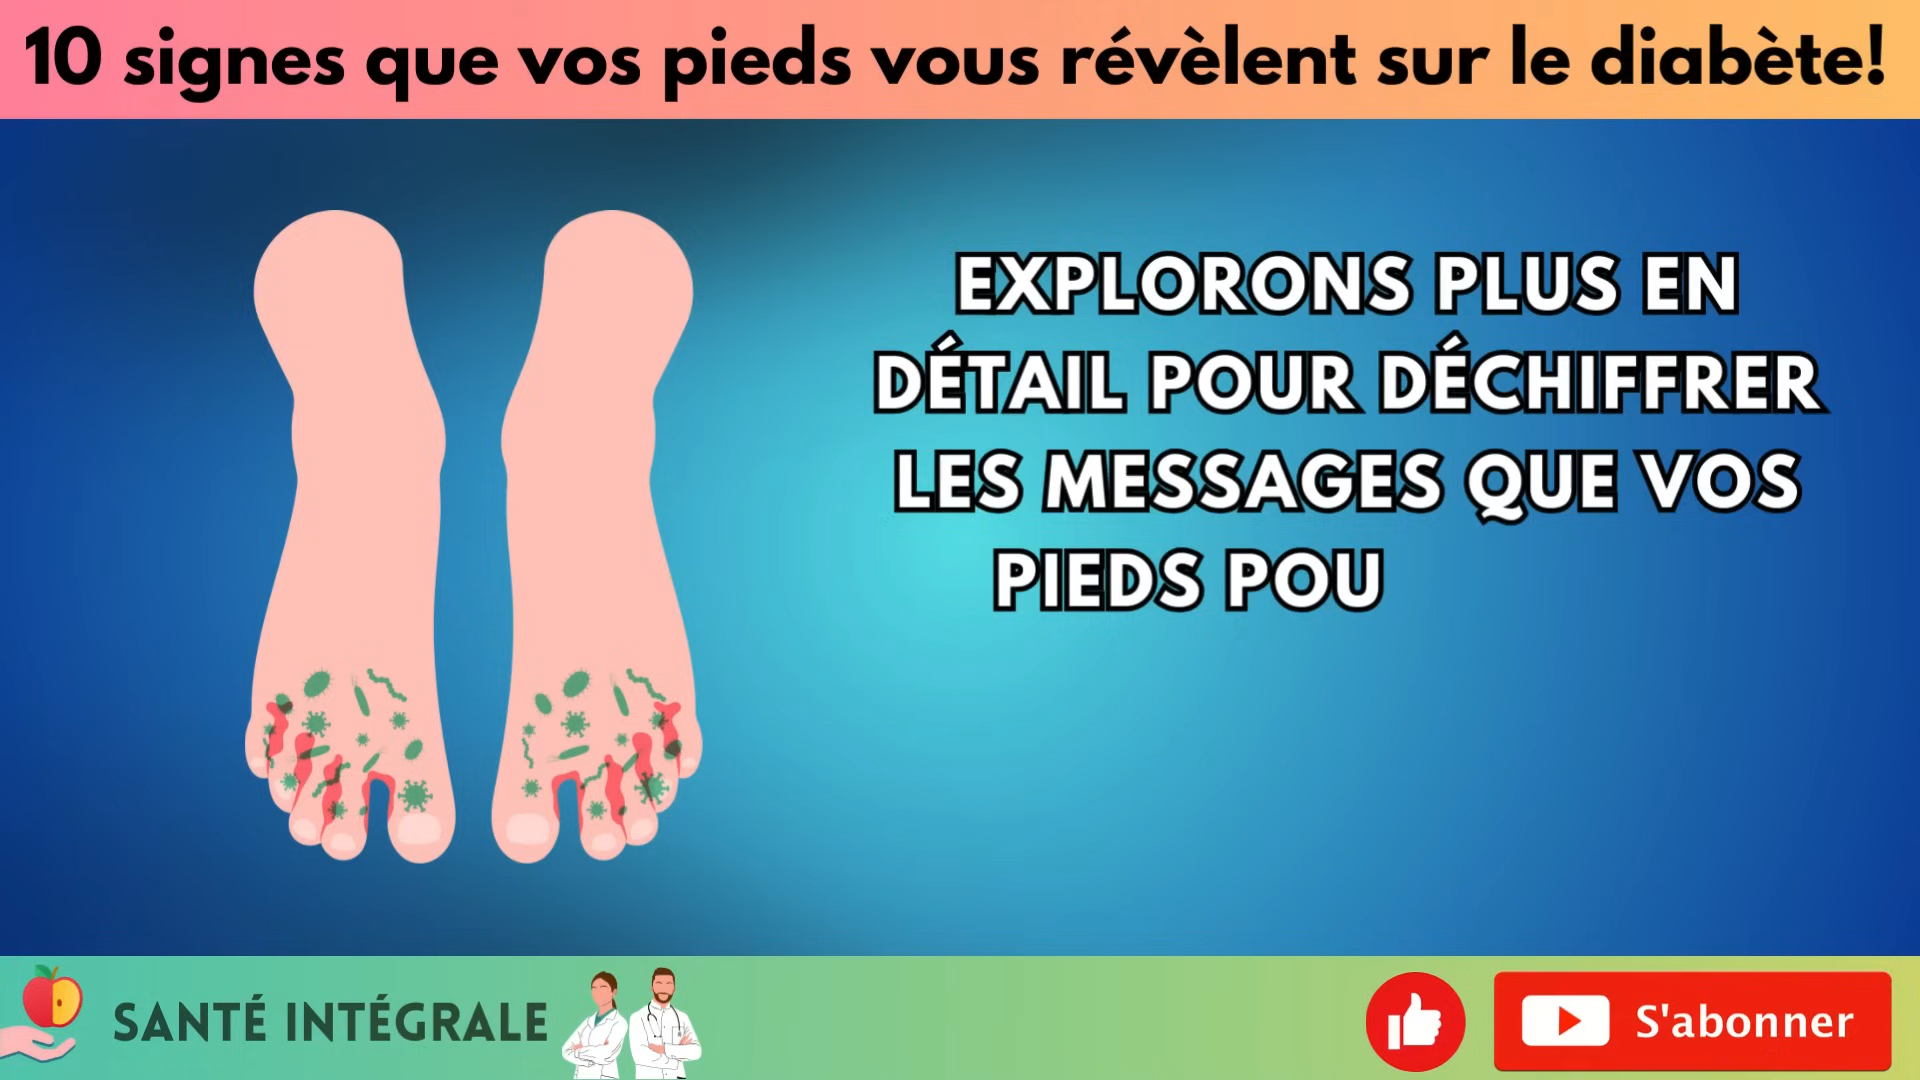 10 signes que vos pieds vous révèlent sur le diabète!
EXPLORONS PLUS EN
DÉTAIL POUR DÉCHIFFRER
LES MESSAGES QUE VOS
PIEDS POU
SANTÉ INTÉGRALE
S'abonner